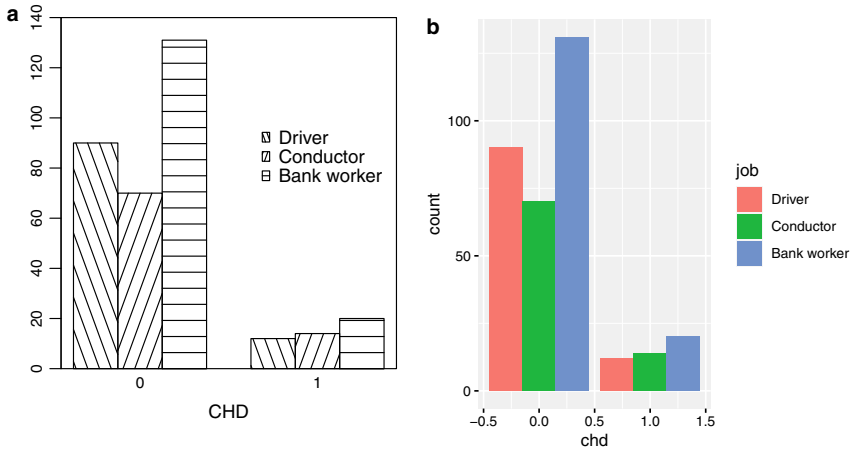 a
140
120
100
80
60
40
20
0
Driver
Conductor
Bank worker
0 1
CHD
b
count
100
50
0
−0.5 0.0 0.5 1.0 1.5
chd
job
Driver
Conductor
Bank worker